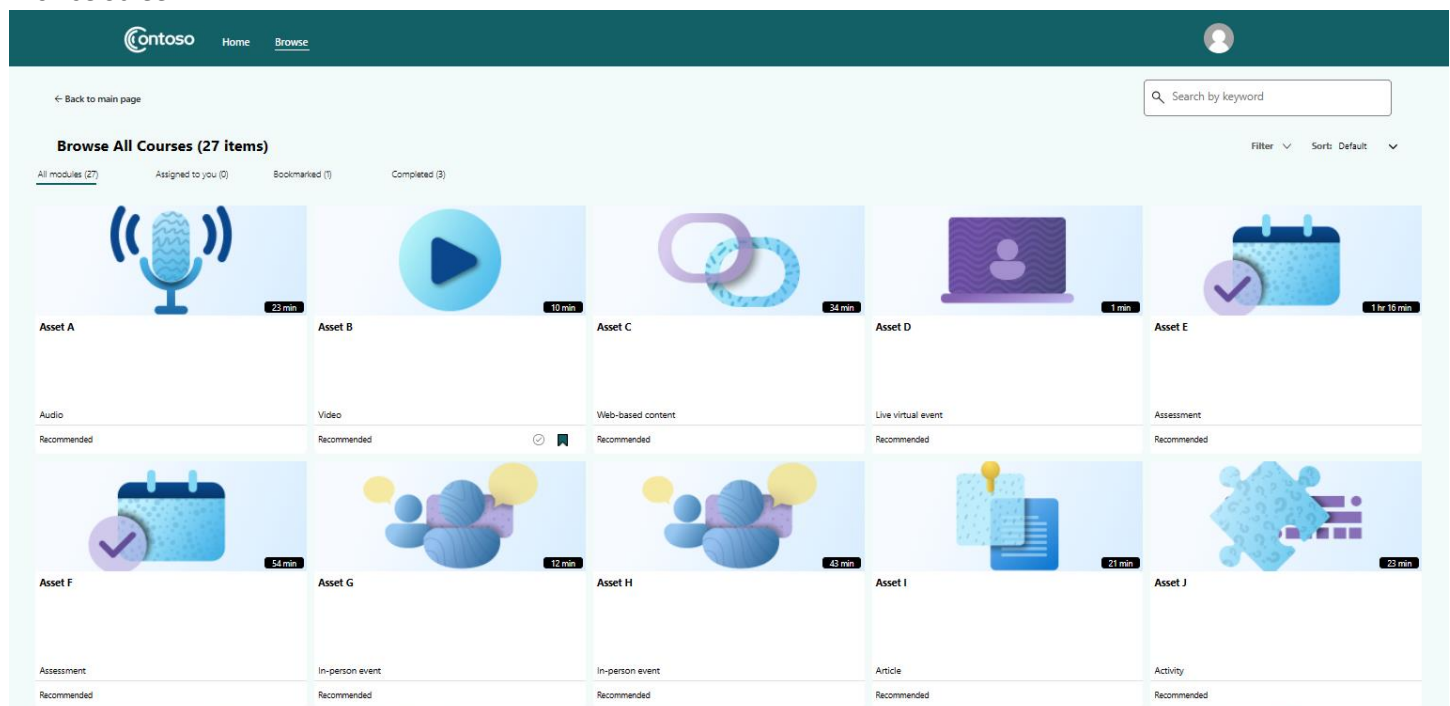 Contoso Home Browse
← Back to main page
Search by keyword
Browse All Courses (27 items)
Filter Sort: Default
All modules (27) Assigned to you (0) Bookmarked (1) Completed (3)
23 min 10 min 34 min 1 min 1 hr 16 min
Asset A Asset B Asset C Asset D Asset E
Audio Video Web-based content Live virtual event Assessment
Recommended Recommended Recommended Recommended Recommended
54 min 12 min 43 min 21 min 23 min
Asset F Asset G Asset H Asset I Asset J
Assessment In-person event In-person event Article Activity
Recommended Recommended Recommended Recommended Recommended